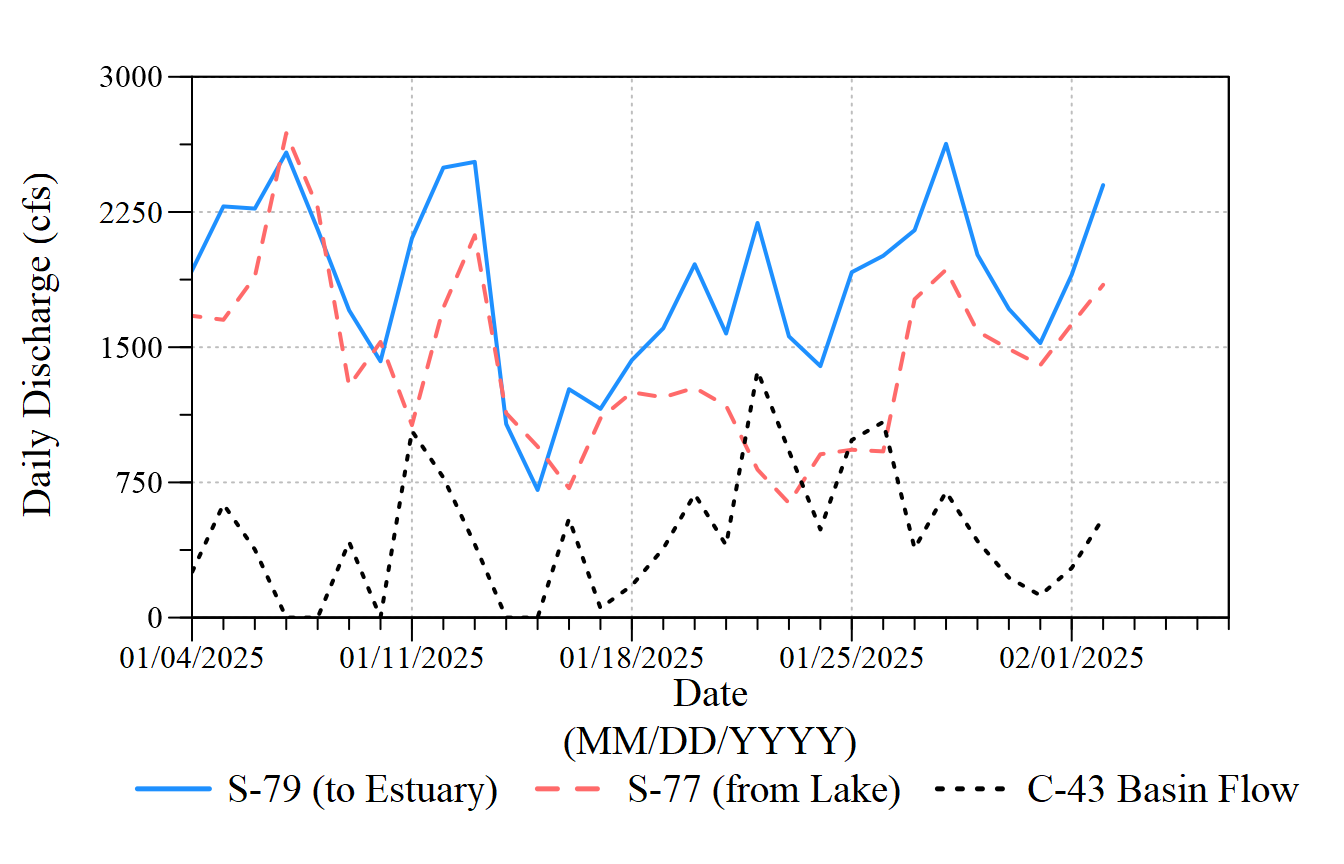 3000
2250
1500
750
0
Daily Discharge (cfs)
01/04/2025 01/11/2025 01/18/2025 01/25/2025 02/01/2025
Date
(MM/DD/YYYY)
S-79 (to Estuary) S-77 (from Lake) C-43 Basin Flow